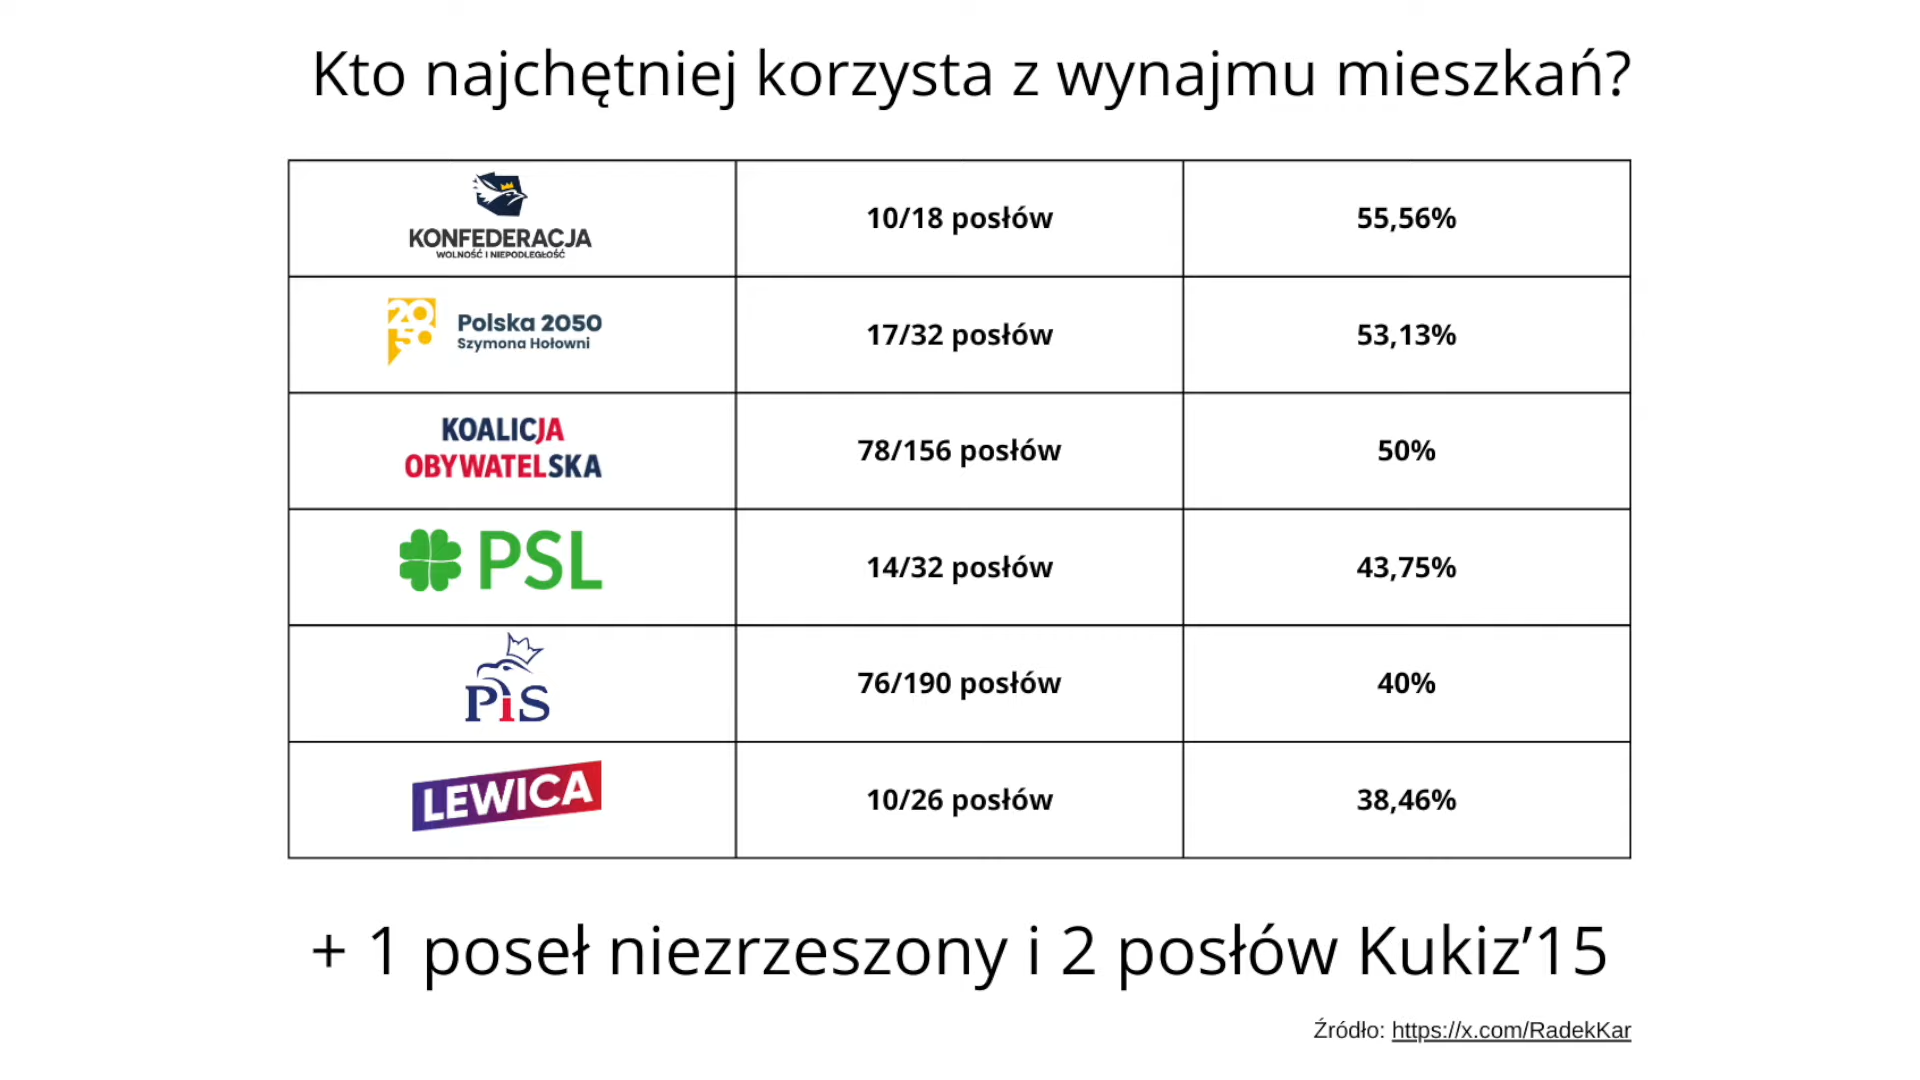 Kto najchętniej korzysta z wynajmu mieszkań?
KONFEDERACJA
WOLNOŚĆ I NIEPODLEGŁOŚĆ
10/18 posłów
55,56%
2050
Polska 2050
Szymona Hołowni
17/32 posłów
53,13%
KOALICJA
OBYWATELSKA
78/156 posłów
50%
PSL
14/32 posłów
43,75%
PiS
76/190 posłów
40%
LEWICA
10/26 posłów
38,46%
+ 1 poseł niezrzeszony i 2 posłów Kukiz’15
Źródło: https://x.com/RadekKar